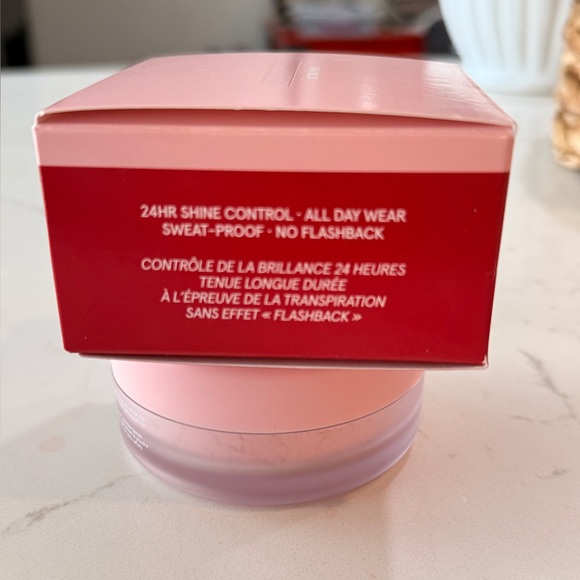 24HR SHINE CONTROL · ALL DAY WEAR
SWEAT-PROOF · NO FLASHBACK
CONTRÔLE DE LA BRILLANCE 24 HEURES
TENUE LONGUE DURÉE
À L'ÉPREUVE DE LA TRANSPIRATION
SANS EFFET « FLASHBACK »